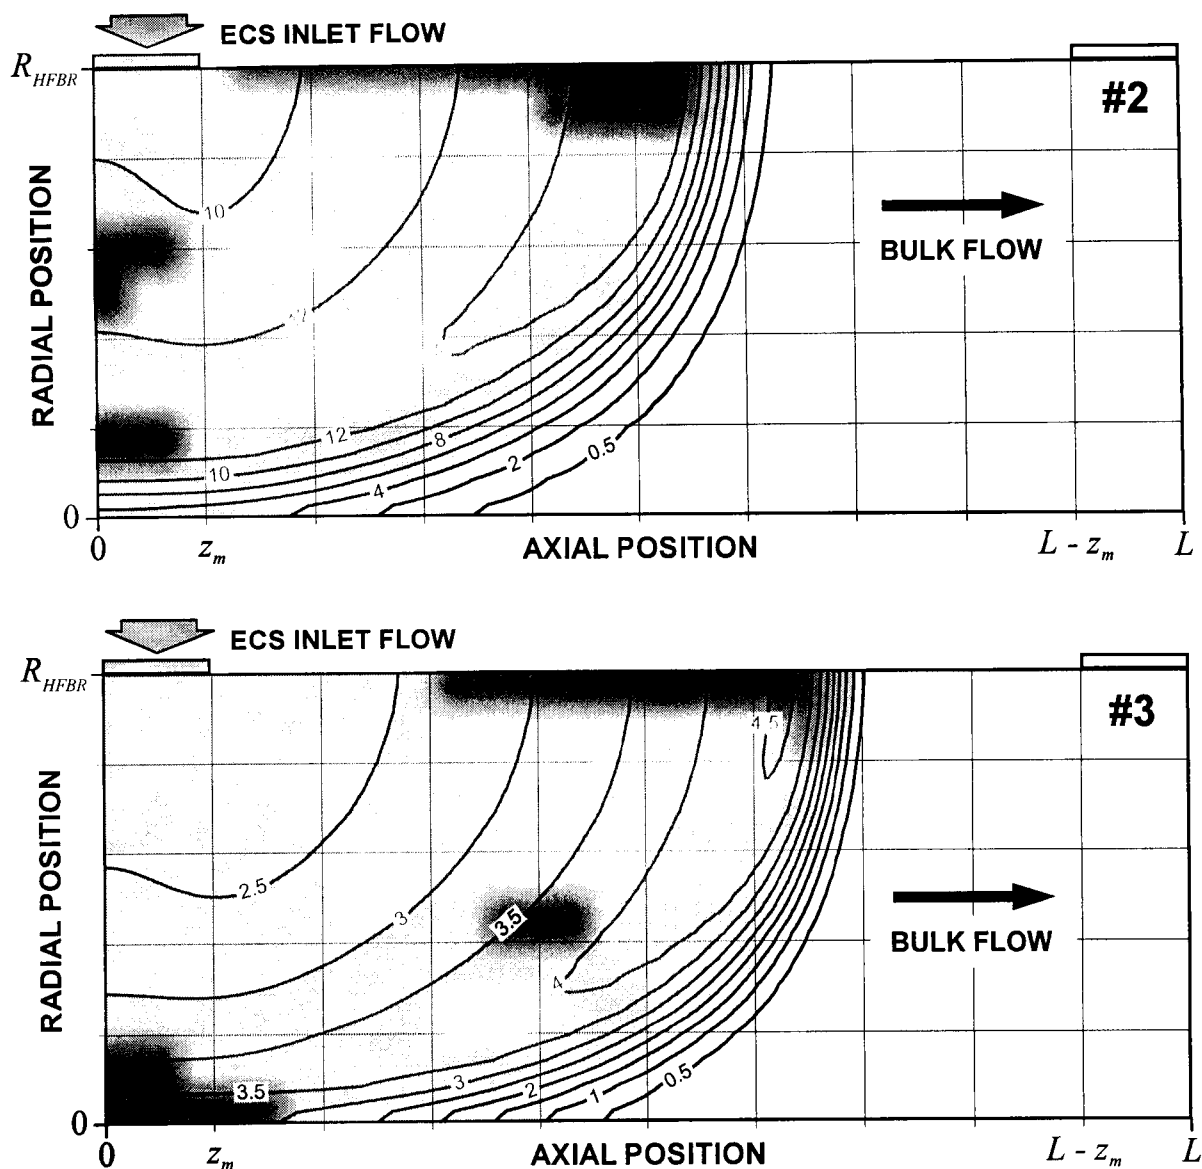 ECS INLET FLOW
R_HFBR
#2
10
BULK FLOW
RADIAL POSITION
12
12
8
0.5
10
2
4
0
0
z_m
AXIAL POSITION
L - z_m
L
ECS INLET FLOW
R_HFBR
#3
4.5
2.5
3
3.5
BULK FLOW
RADIAL POSITION
4
3.5
3
2
1
0.5
0
0
z_m
AXIAL POSITION
L - z_m
L